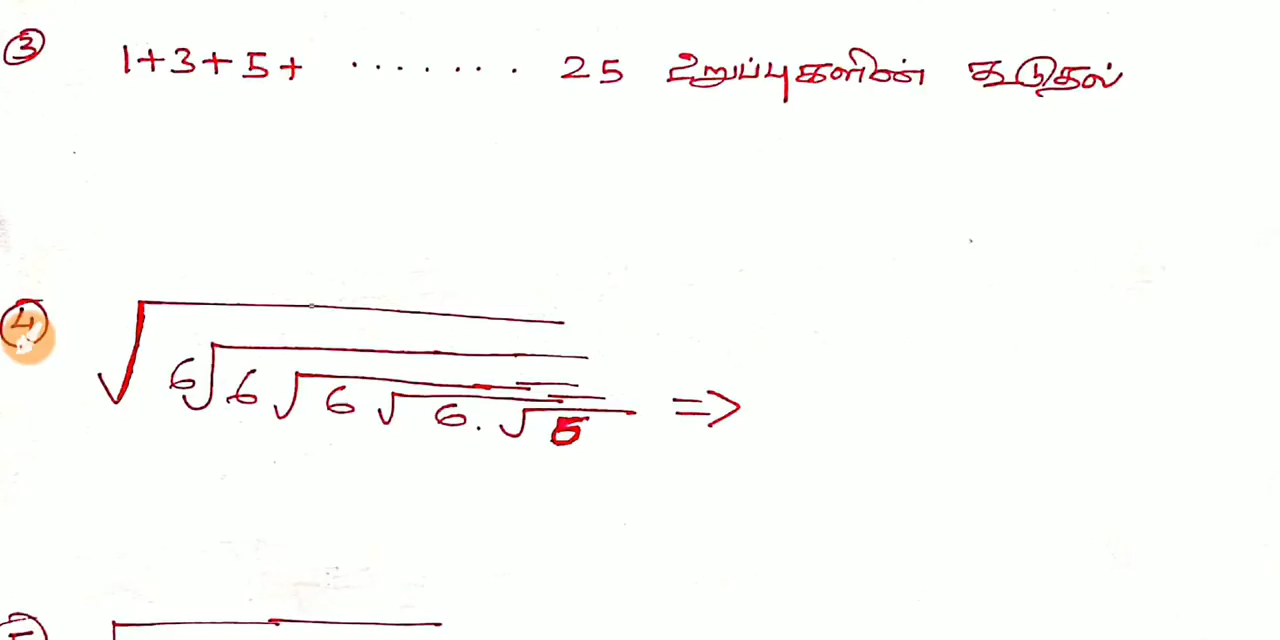 ③ 1+3+5+ ....... 25 உறுப்புகளின் கூடுதல்
④ √6√6√6√6.√5 ⇒